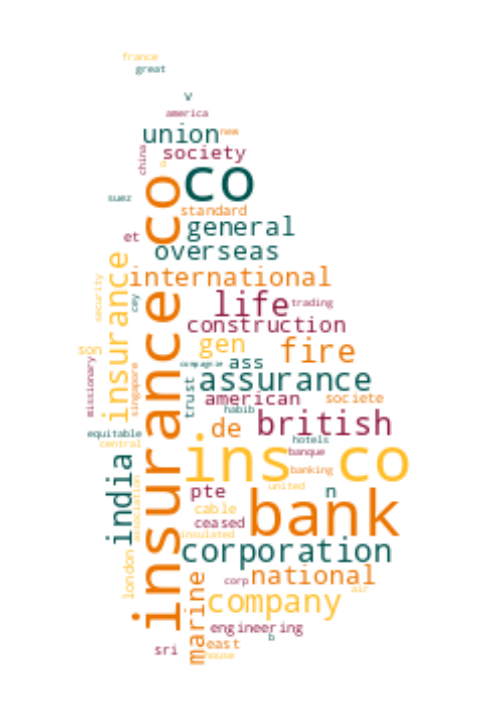 france
great
v
america
union
new
china
society
o
co
co
suez
standard
general
et
overseas
insurance
international
security
cey
life
trading
insurance
construction
son
gen
fire
compagnie
ass
missionary
singapore
assurance
trust
american
societe
habib
british
de
equitable
central
hotels
ins
co
banque
banking
india
association
united
pte
n
bank
cable
ceased
insulated
corporation
london
marine
corp
national
air
company
engineering
b
east
sri
house